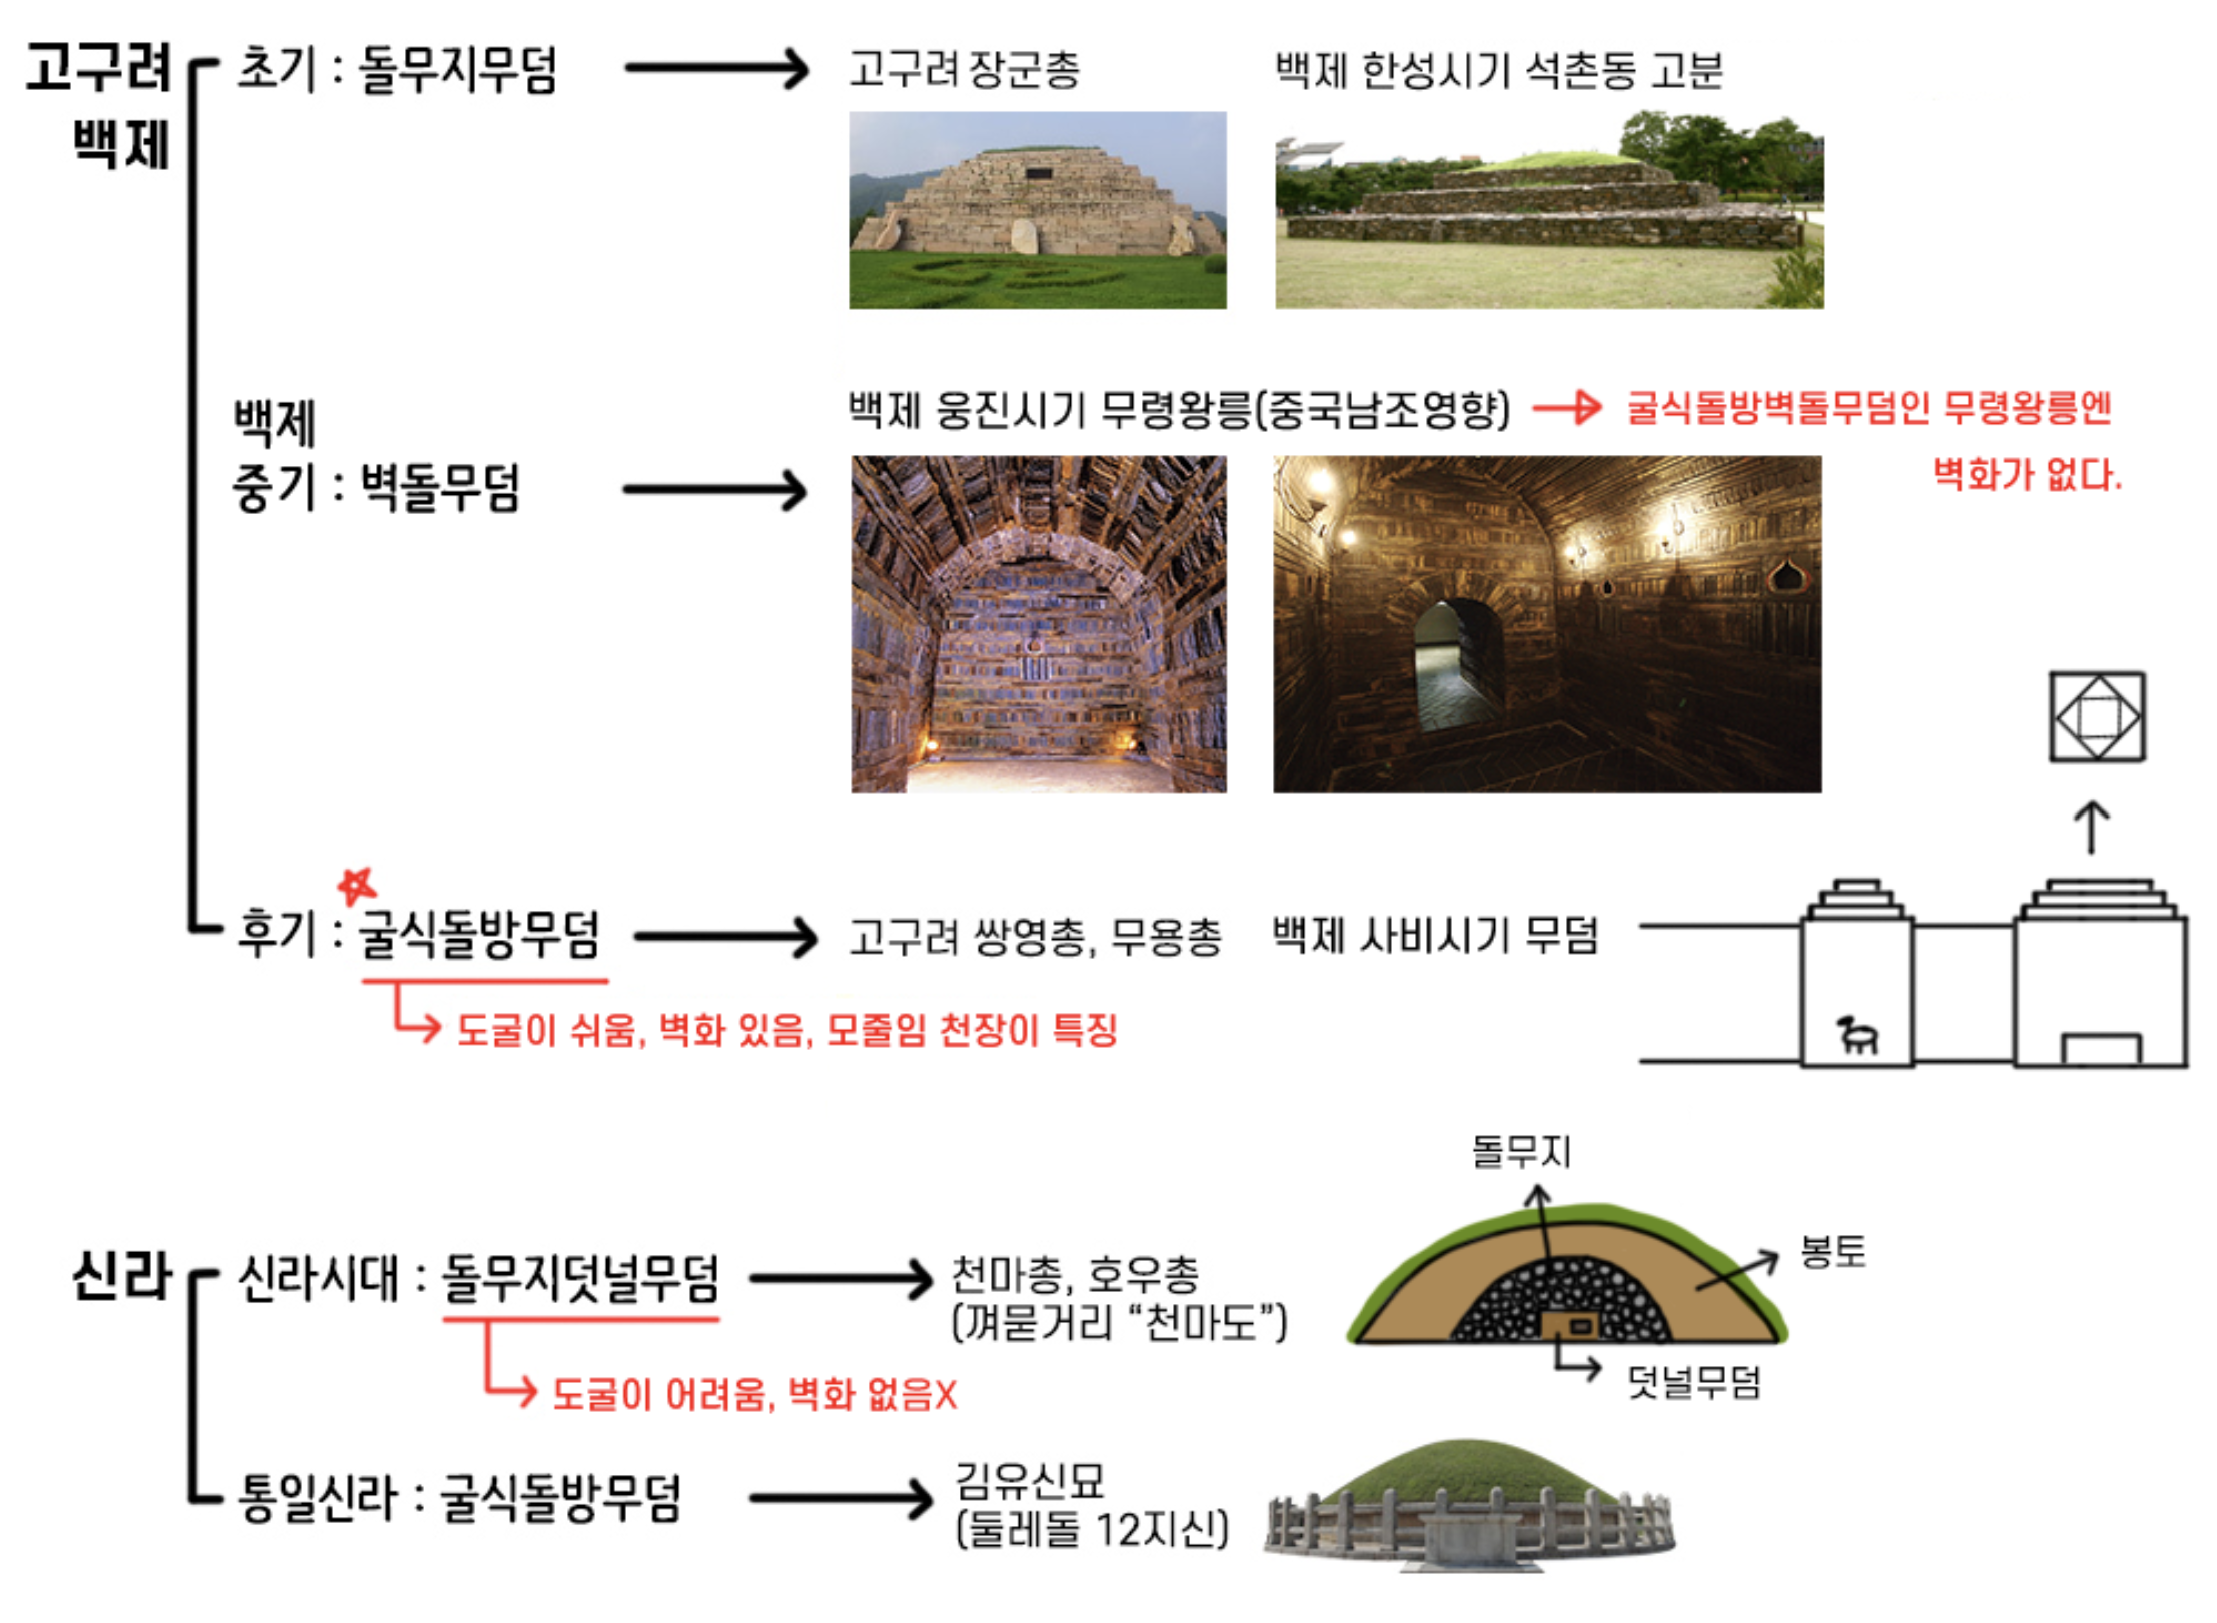 고구려
백제
초기 : 돌무지무덤
고구려 장군총
백제 한성시기 석촌동 고분
백제
중기 : 벽돌무덤
백제 웅진시기 무령왕릉(중국남조영향)
굴식돌방벽돌무덤인 무령왕릉엔
벽화가 없다.
후기 : 굴식돌방무덤
고구려 쌍영총, 무용총
백제 사비시기 무덤
도굴이 쉬움, 벽화 있음, 모줄임 천장이 특징
신라
신라시대 : 돌무지덧널무덤
천마총, 호우총
(껴묻거리 “천마도”)
돌무지
봉토
덧널무덤
도굴이 어려움, 벽화 없음X
통일신라 : 굴식돌방무덤
김유신묘
(둘레돌 12지신)